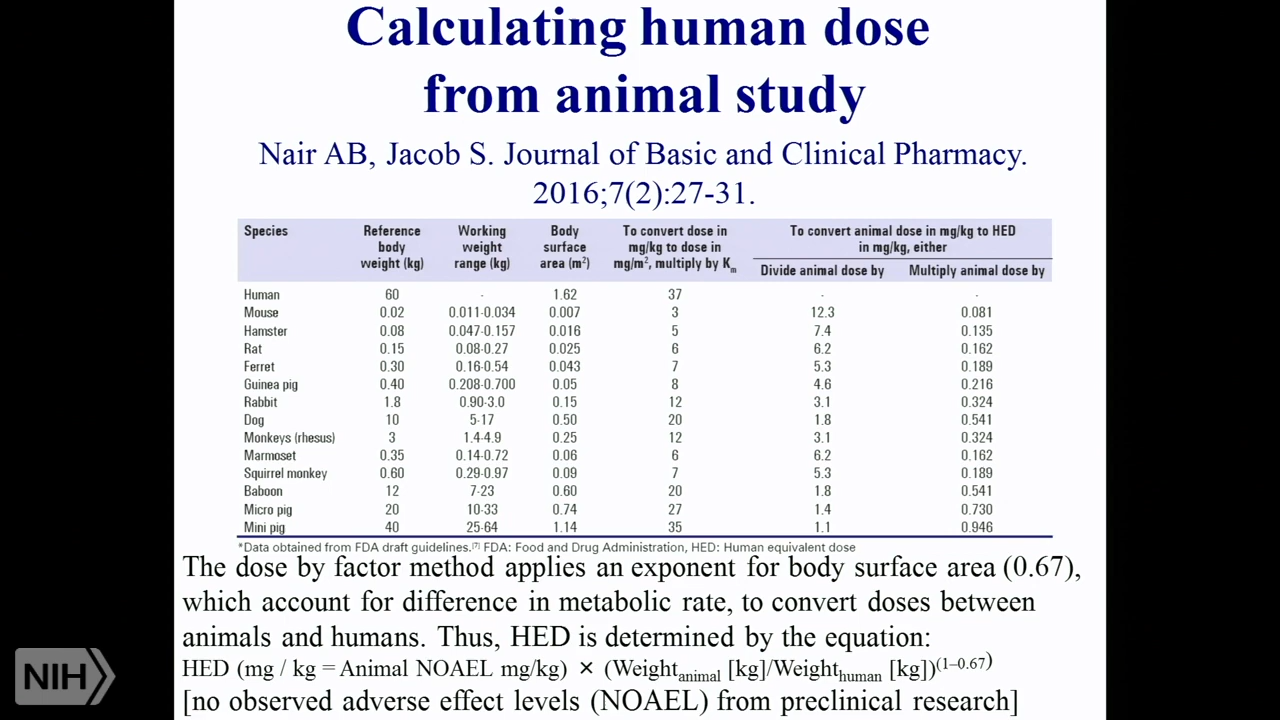 Calculating human dose
from animal study
Nair AB, Jacob S. Journal of Basic and Clinical Pharmacy.
2016;7(2):27-31.
Species Reference body weight (kg) Working weight range (kg) Body surface area (m²) To convert dose in mg/kg to dose in mg/m², multiply by Km To convert animal dose in mg/kg to HED in mg/kg, either
Divide animal dose by Multiply animal dose by
Human 60 - 1.62 37 - -
Mouse 0.02 0.011-0.034 0.007 3 12.3 0.081
Hamster 0.08 0.047-0.157 0.016 5 7.4 0.135
Rat 0.15 0.08-0.27 0.025 6 6.2 0.162
Ferret 0.30 0.16-0.54 0.043 7 5.3 0.189
Guinea pig 0.40 0.208-0.700 0.05 8 4.6 0.216
Rabbit 1.8 0.90-3.0 0.15 12 3.1 0.324
Dog 10 5-17 0.50 20 1.8 0.541
Monkeys (rhesus) 3 1.4-4.9 0.25 12 3.1 0.324
Marmoset 0.35 0.14-0.72 0.06 6 6.2 0.162
Squirrel monkey 0.60 0.29-0.97 0.09 7 5.3 0.189
Baboon 12 7-23 0.60 20 1.8 0.541
Micro pig 20 10-33 0.74 27 1.4 0.730
Mini pig 40 25-64 1.14 35 1.1 0.946
*Data obtained from FDA draft guidelines.[7] FDA: Food and Drug Administration, HED: Human equivalent dose
The dose by factor method applies an exponent for body surface area (0.67),
which account for difference in metabolic rate, to convert doses between
animals and humans. Thus, HED is determined by the equation:
HED (mg / kg = Animal NOAEL mg/kg) × (Weightanimal [kg]/Weighthuman [kg])(1–0.67)
[no observed adverse effect levels (NOAEL) from preclinical research]
NIH